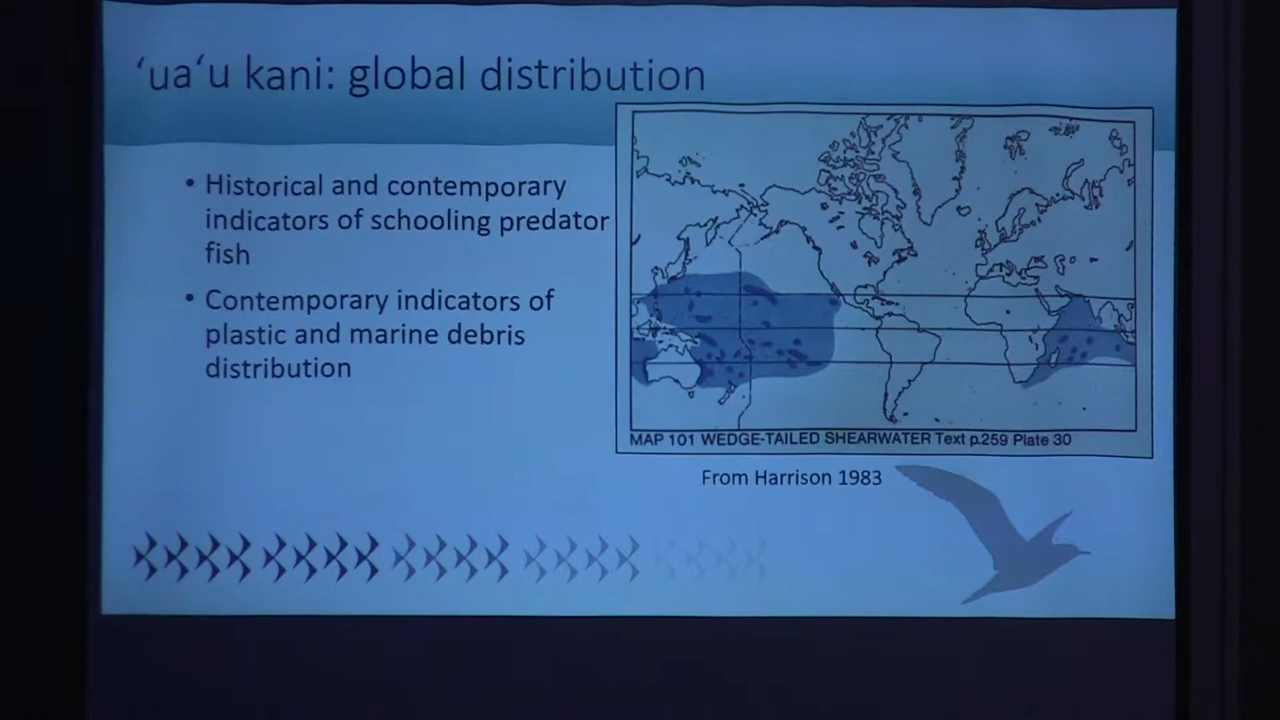 ʻuaʻu kani: global distribution
• Historical and contemporary
indicators of schooling predator
fish
• Contemporary indicators of
plastic and marine debris
distribution
MAP 101 WEDGE-TAILED SHEARWATER Text p.259 Plate 30
From Harrison 1983